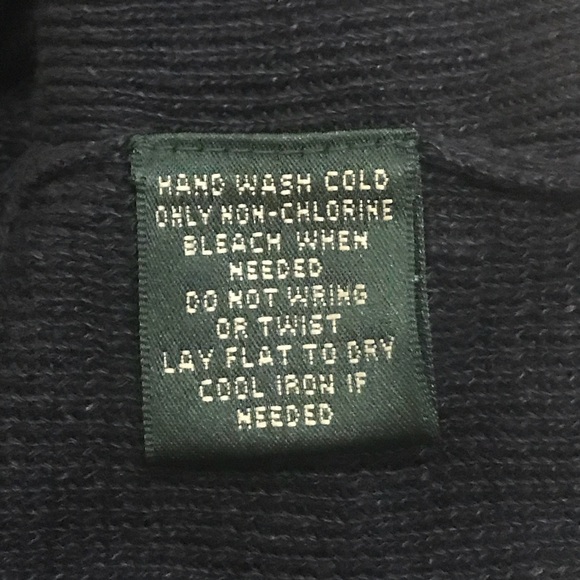 HAND WASH COLD
ONLY NON-CHLORINE
BLEACH WHEN
NEEDED
DO NOT WRING
OR TWIST
LAY FLAT TO DRY
COOL IRON IF
NEEDED